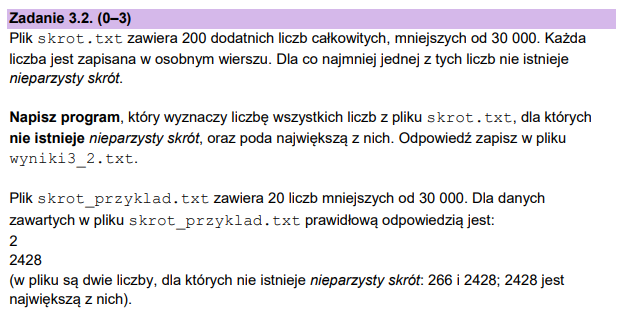 Zadanie 3.2. (0–3)
Plik skrot.txt zawiera 200 dodatnich liczb całkowitych, mniejszych od 30 000. Każda
liczba jest zapisana w osobnym wierszu. Dla co najmniej jednej z tych liczb nie istnieje
nieparzysty skrót.
Napisz program, który wyznaczy liczbę wszystkich liczb z pliku skrot.txt, dla których
nie istnieje nieparzysty skrót, oraz poda największą z nich. Odpowiedź zapisz w pliku
wyniki3_2.txt.
Plik skrot_przyklad.txt zawiera 20 liczb mniejszych od 30 000. Dla danych
zawartych w pliku skrot_przyklad.txt prawidłową odpowiedzią jest:
2
2428
(w pliku są dwie liczby, dla których nie istnieje nieparzysty skrót: 266 i 2428; 2428 jest
największą z nich).